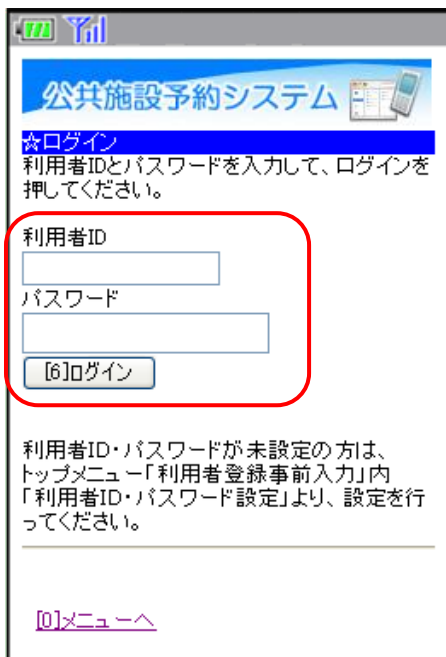 公共施設予約システム
☆ログイン
利用者IDとパスワードを入力して、ログインを
押してください。
利用者ID
パスワード
[6]ログイン
利用者ID・パスワードが未設定の方は、
トップメニュー「利用者登録事前入力」内
「利用者ID・パスワード設定」より、設定を行
ってください。
[0]メニューへ